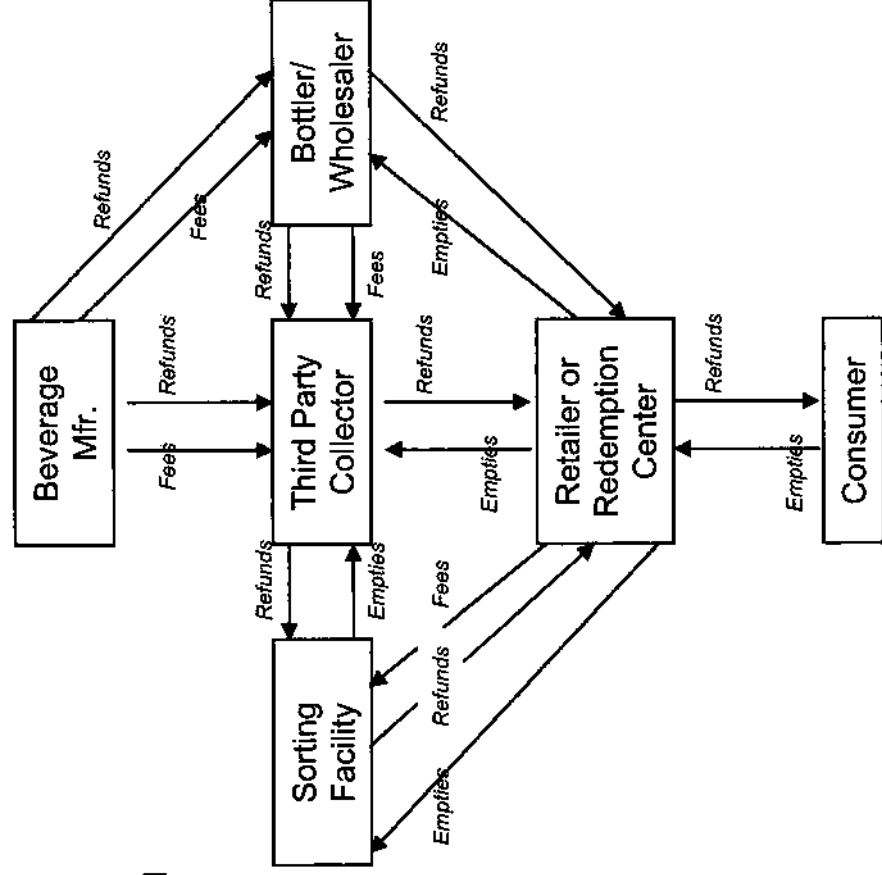 Beverage
Mfr.
Refunds
Fees
Fees
Refunds
Bottler/
Wholesaler
Refunds
Fees
Third Party
Collector
Refunds
Empties
Sorting
Facility
Empties
Refunds
Empties
Refunds
Fees
Refunds
Empties
Retailer or
Redemption
Center
Empties
Refunds
Consumer